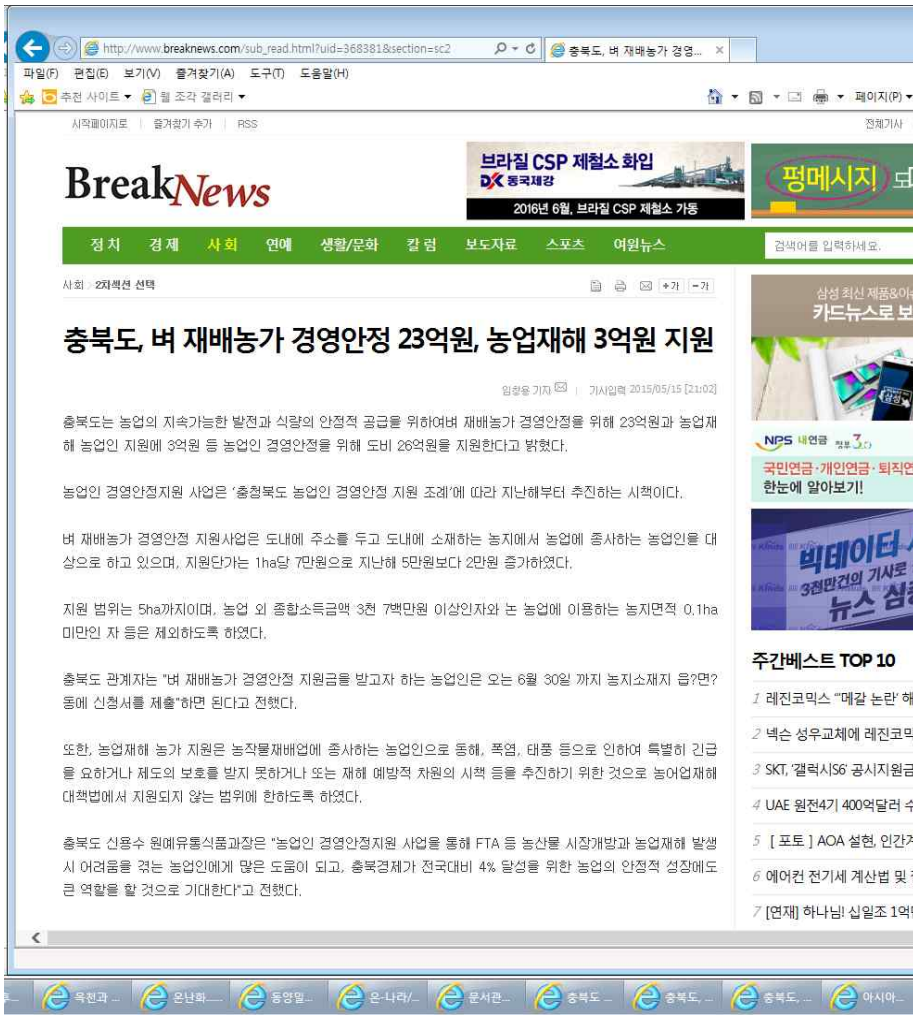 http://www.breaknews.com/sub_read.html?uid=368381&section=sc2
충북도, 벼 재배농가 경영...
파일(F) 편집(E) 보기(V) 즐겨찾기(A) 도구(T) 도움말(H)
추천 사이트 웹 조각 갤러리
페이지(P)
시작페이지로 | 즐겨찾기 추가 | RSS
전체기사
BreakNews
브라질 CSP 제철소 화입
DK 동국제강
2016년 6월, 브라질 CSP 제철소 가동
펑메시지
정치 경제 사회 연예 생활/문화 칼럼 보도자료 스포츠 여원뉴스
검색어를 입력하세요.
사회 > 2차섹션 선택
+가 -가
충북도, 벼 재배농가 경영안정 23억원, 농업재해 3억원 지원
임창용 기자 | 기사입력 2015/05/15 [21:02]
충북도는 농업의 지속가능한 발전과 식량의 안정적 공급을 위하여벼 재배농가 경영안정을 위해 23억원과 농업재
해 농업인 지원에 3억원 등 농업인 경영안정을 위해 도비 26억원을 지원한다고 밝혔다.
농업인 경영안정지원 사업은 ‘충청북도 농업인 경영안정 지원 조례’에 따라 지난해부터 추진하는 시책이다.
벼 재배농가 경영안정 지원사업은 도내에 주소를 두고 도내에 소재하는 농지에서 농업에 종사하는 농업인을 대
상으로 하고 있으며, 지원단가는 1ha당 7만원으로 지난해 5만원보다 2만원 증가하였다.
지원 범위는 5ha까지이며, 농업 외 종합소득금액 3천 7백만원 이상인자와 논 농업에 이용하는 농지면적 0.1ha
미만인 자 등은 제외하도록 하였다.
충북도 관계자는 "벼 재배농가 경영안정 지원금을 받고자 하는 농업인은 오는 6월 30일 까지 농지소재지 읍?면?
동에 신청서를 제출"하면 된다고 전했다.
또한, 농업재해 농가 지원은 농작물재배업에 종사하는 농업인으로 동해, 폭염, 태풍 등으로 인하여 특별히 긴급
을 요하거나 제도의 보호를 받지 못하거나 또는 재해 예방적 차원의 시책 등을 추진하기 위한 것으로 농어업재해
대책법에서 지원되지 않는 범위에 한하도록 하였다.
충북도 신용수 원예유통식품과장은 "농업인 경영안정지원 사업을 통해 FTA 등 농산물 시장개방과 농업재해 발생
시 어려움을 겪는 농업인에게 많은 도움이 되고, 충북경제가 전국대비 4% 달성을 위한 농업의 안정적 성장에도
큰 역할을 할 것으로 기대한다"고 전했다.
삼성 최신 제품&이슈
카드뉴스로 보
NPS 내연금 정부3.0
국민연금·개인연금·퇴직연
한눈에 알아보기!
빅데이터
3천만건의 기사로
뉴스 심층
주간베스트 TOP 10
1 레진코믹스 “'메갈 논란' 해
2 넥슨 성우교체에 레진코믹
3 SKT, '갤럭시S6' 공시지원금
4 UAE 원전4기 400억달러 수
5 [ 포토 ] AOA 설현, 인간
6 에어컨 전기세 계산법 및
7 [연재] 하나님! 십일조 1억
옥천과 ... 온난화... 동영일... 온-나라/... 문서관... 충북도 ... 충북도, ... 충북도, ... 아시아...